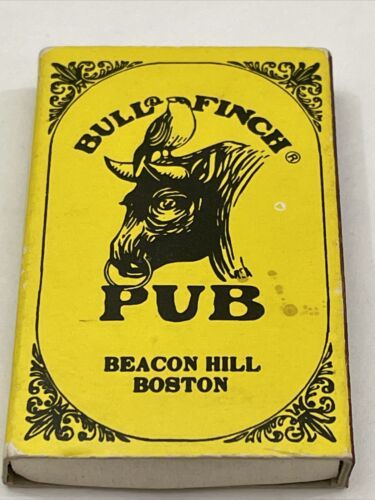 BULL & FINCH ®
PUB
BEACON HILL
BOSTON